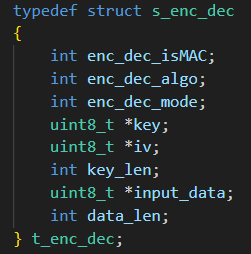 typedef struct s_enc_dec
{
    int enc_dec_isMAC;
    int enc_dec_algo;
    int enc_dec_mode;
    uint8_t *key;
    uint8_t *iv;
    int key_len;
    uint8_t *input_data;
    int data_len;
} t_enc_dec;